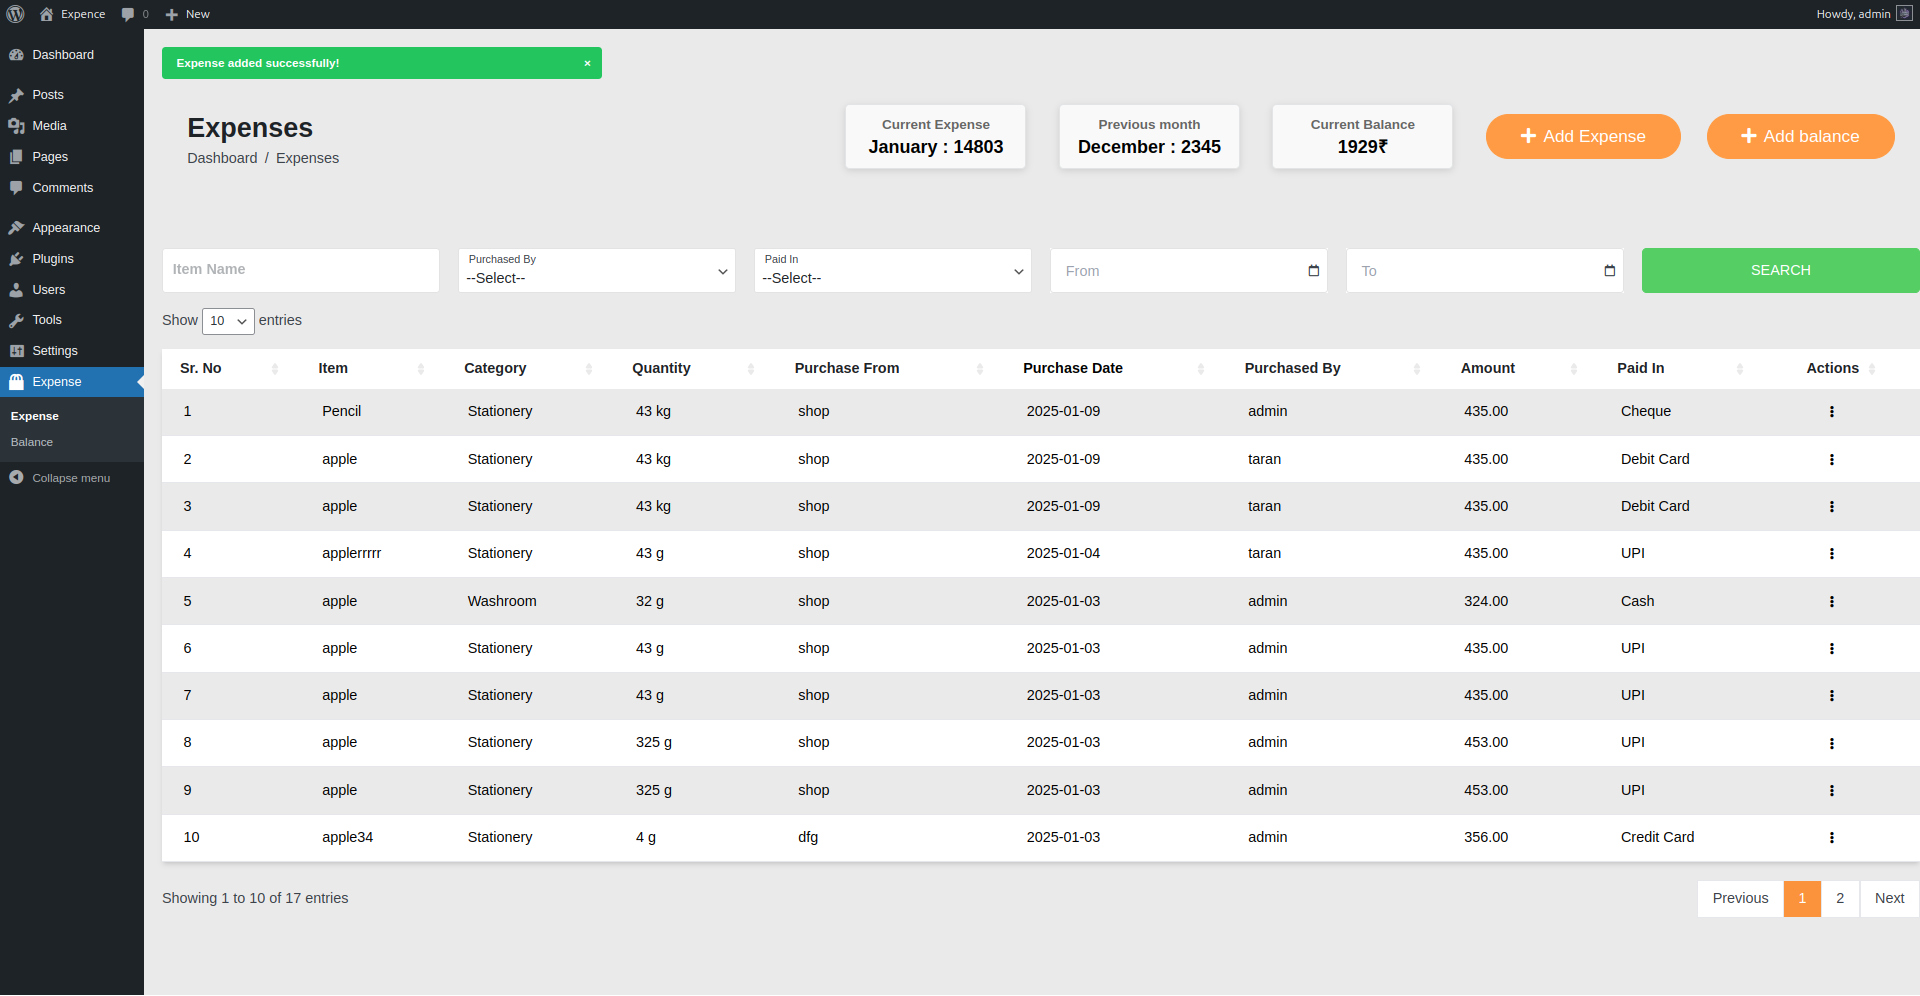 Expence 0 New Howdy, admin
Dashboard
Posts
Media
Pages
Comments
Appearance
Plugins
Users
Tools
Settings
Expense
Expense
Balance
Collapse menu
Expense added successfully! ×
Expenses
Dashboard / Expenses
Current Expense
January : 14803
Previous month
December : 2345
Current Balance
1929₹
Add Expense
Add balance
Item Name
Purchased By
--Select--
Paid In
--Select--
From
To
SEARCH
Show 10 entries
Sr. No Item Category Quantity Purchase From Purchase Date Purchased By Amount Paid In Actions
1 Pencil Stationery 43 kg shop 2025-01-09 admin 435.00 Cheque
2 apple Stationery 43 kg shop 2025-01-09 taran 435.00 Debit Card
3 apple Stationery 43 kg shop 2025-01-09 taran 435.00 Debit Card
4 applerrrrr Stationery 43 g shop 2025-01-04 taran 435.00 UPI
5 apple Washroom 32 g shop 2025-01-03 admin 324.00 Cash
6 apple Stationery 43 g shop 2025-01-03 admin 435.00 UPI
7 apple Stationery 43 g shop 2025-01-03 admin 435.00 UPI
8 apple Stationery 325 g shop 2025-01-03 admin 453.00 UPI
9 apple Stationery 325 g shop 2025-01-03 admin 453.00 UPI
10 apple34 Stationery 4 g dfg 2025-01-03 admin 356.00 Credit Card
Showing 1 to 10 of 17 entries
Previous 1 2 Next